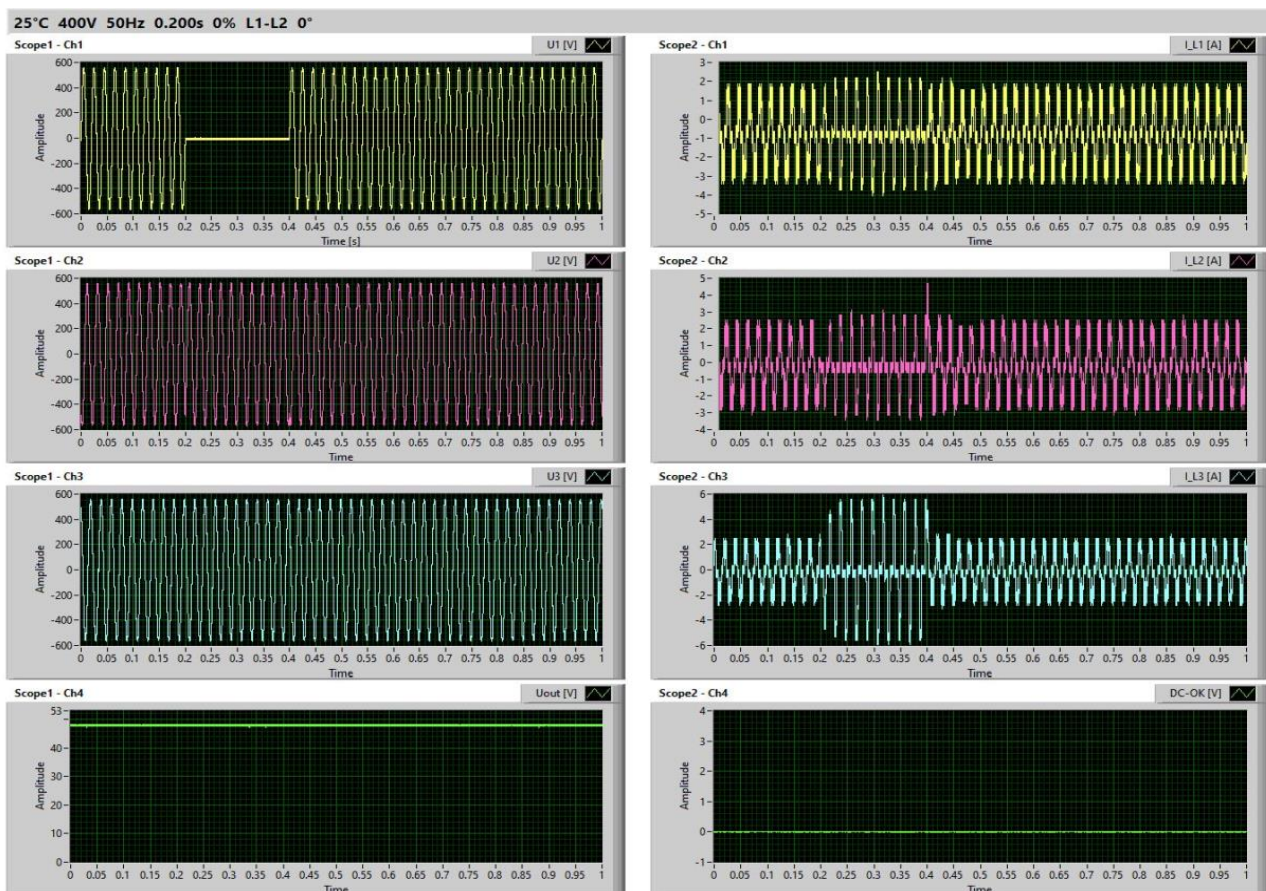 25°C 400V 50Hz 0.200s 0% L1-L2 0°
Scope1 - Ch1 U1 [V]
Amplitude
600
400
200
0
-200
-400
-600
0 0.05 0.1 0.15 0.2 0.25 0.3 0.35 0.4 0.45 0.5 0.55 0.6 0.65 0.7 0.75 0.8 0.85 0.9 0.95 1
Time [s]
Scope2 - Ch1 I_L1 [A]
Amplitude
3
2
1
0
-1
-2
-3
-4
-5
0 0.05 0.1 0.15 0.2 0.25 0.3 0.35 0.4 0.45 0.5 0.55 0.6 0.65 0.7 0.75 0.8 0.85 0.9 0.95 1
Time
Scope1 - Ch2 U2 [V]
Amplitude
600
400
200
0
-200
-400
-600
0 0.05 0.1 0.15 0.2 0.25 0.3 0.35 0.4 0.45 0.5 0.55 0.6 0.65 0.7 0.75 0.8 0.85 0.9 0.95 1
Time
Scope2 - Ch2 I_L2 [A]
Amplitude
5
4
3
2
1
0
-1
-2
-3
-4
0 0.05 0.1 0.15 0.2 0.25 0.3 0.35 0.4 0.45 0.5 0.55 0.6 0.65 0.7 0.75 0.8 0.85 0.9 0.95 1
Time
Scope1 - Ch3 U3 [V]
Amplitude
600
400
200
0
-200
-400
-600
0 0.05 0.1 0.15 0.2 0.25 0.3 0.35 0.4 0.45 0.5 0.55 0.6 0.65 0.7 0.75 0.8 0.85 0.9 0.95 1
Time
Scope2 - Ch3 I_L3 [A]
Amplitude
6
4
2
0
-2
-4
-6
0 0.05 0.1 0.15 0.2 0.25 0.3 0.35 0.4 0.45 0.5 0.55 0.6 0.65 0.7 0.75 0.8 0.85 0.9 0.95 1
Time
Scope1 - Ch4 Uout [V]
Amplitude
53
40
30
20
10
0
0 0.05 0.1 0.15 0.2 0.25 0.3 0.35 0.4 0.45 0.5 0.55 0.6 0.65 0.7 0.75 0.8 0.85 0.9 0.95 1
Time
Scope2 - Ch4 DC-OK [V]
Amplitude
4
3
2
1
0
-1
0 0.05 0.1 0.15 0.2 0.25 0.3 0.35 0.4 0.45 0.5 0.55 0.6 0.65 0.7 0.75 0.8 0.85 0.9 0.95 1
Time